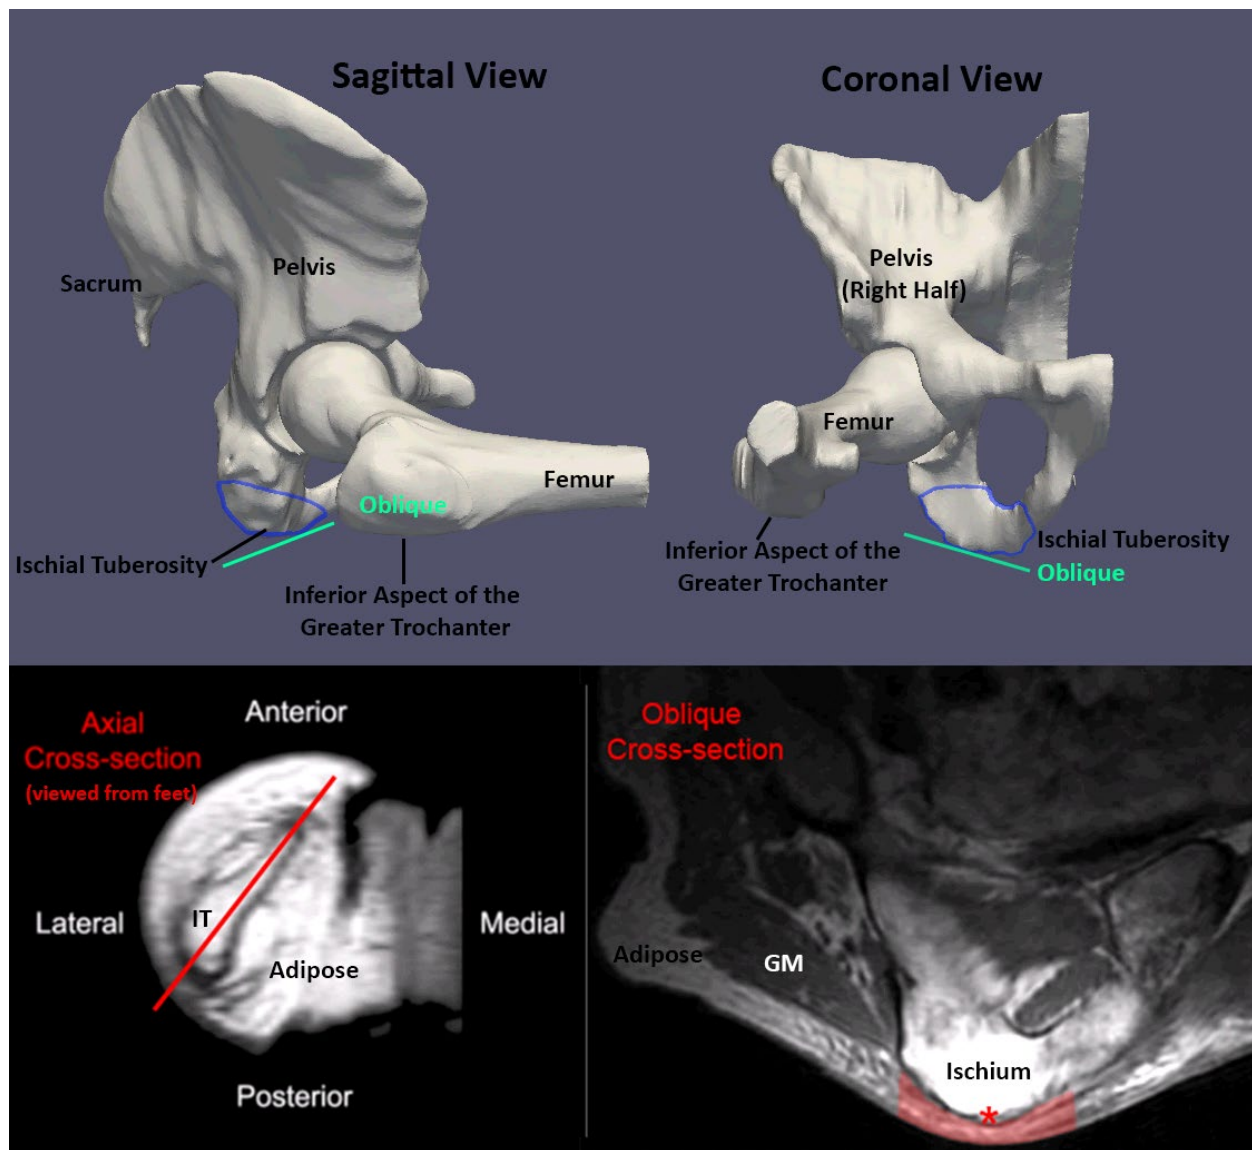 Sagittal View
Coronal View
Sacrum
Pelvis
Femur
Oblique
Ischial Tuberosity
Inferior Aspect of the
Greater Trochanter
Pelvis
(Right Half)
Femur
Inferior Aspect of the
Greater Trochanter
Ischial Tuberosity
Oblique
Axial
Cross-section
(viewed from feet)
Anterior
Lateral
IT
Adipose
Medial
Posterior
Oblique
Cross-section
Adipose
GM
Ischium
*